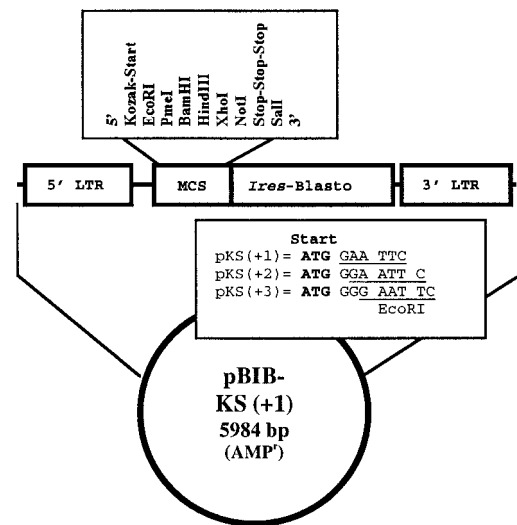 5'
Kozak-Start
EcoRI
PmeI
BamHI
HindIII
XhoI
NotI
Stop-Stop-Stop
SalI
3'
5' LTR
MCS
Ires-Blasto
3' LTR
Start
pKS(+1)= ATG GAA TTC
pKS(+2)= ATG GGA ATT C
pKS(+3)= ATG GGG AAT TC
EcoRI
pBIB-
KS (+1)
5984 bp
(AMPʳ)